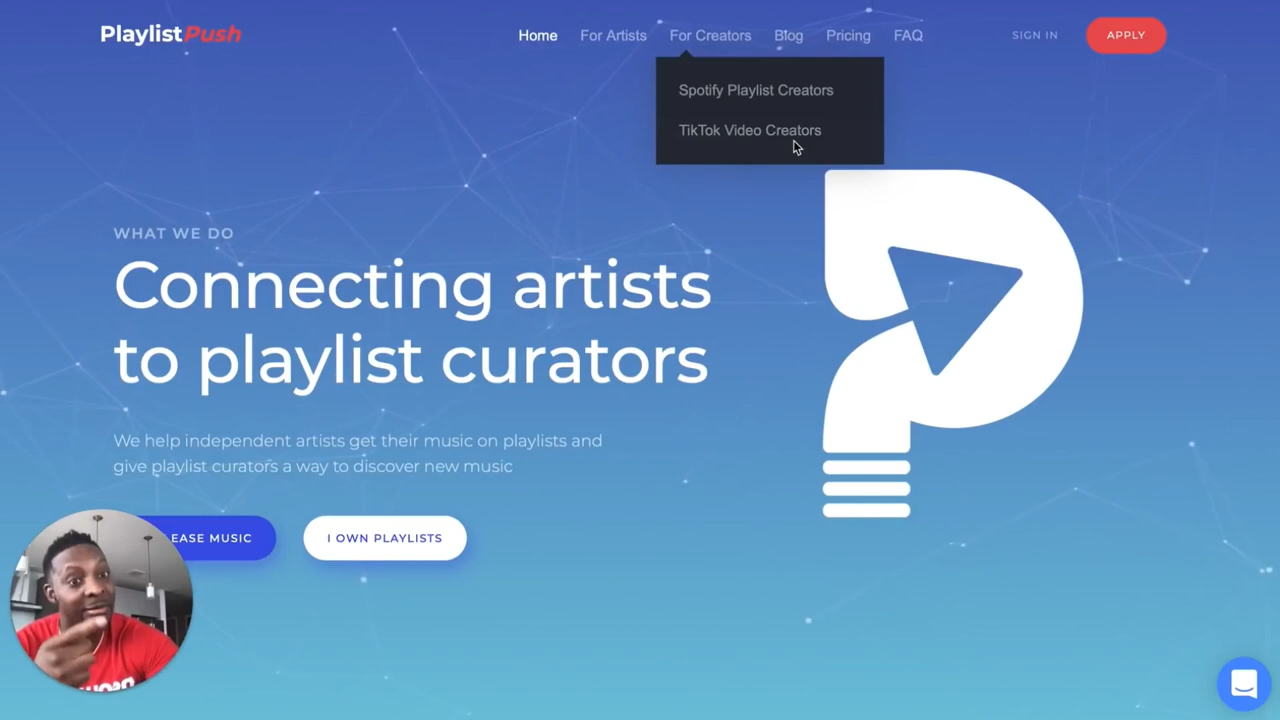 PlaylistPush
Home For Artists For Creators Blog Pricing FAQ
SIGN IN
APPLY
Spotify Playlist Creators
TikTok Video Creators
WHAT WE DO
Connecting artists
to playlist curators
We help independent artists get their music on playlists and
give playlist curators a way to discover new music
EASE MUSIC
I OWN PLAYLISTS